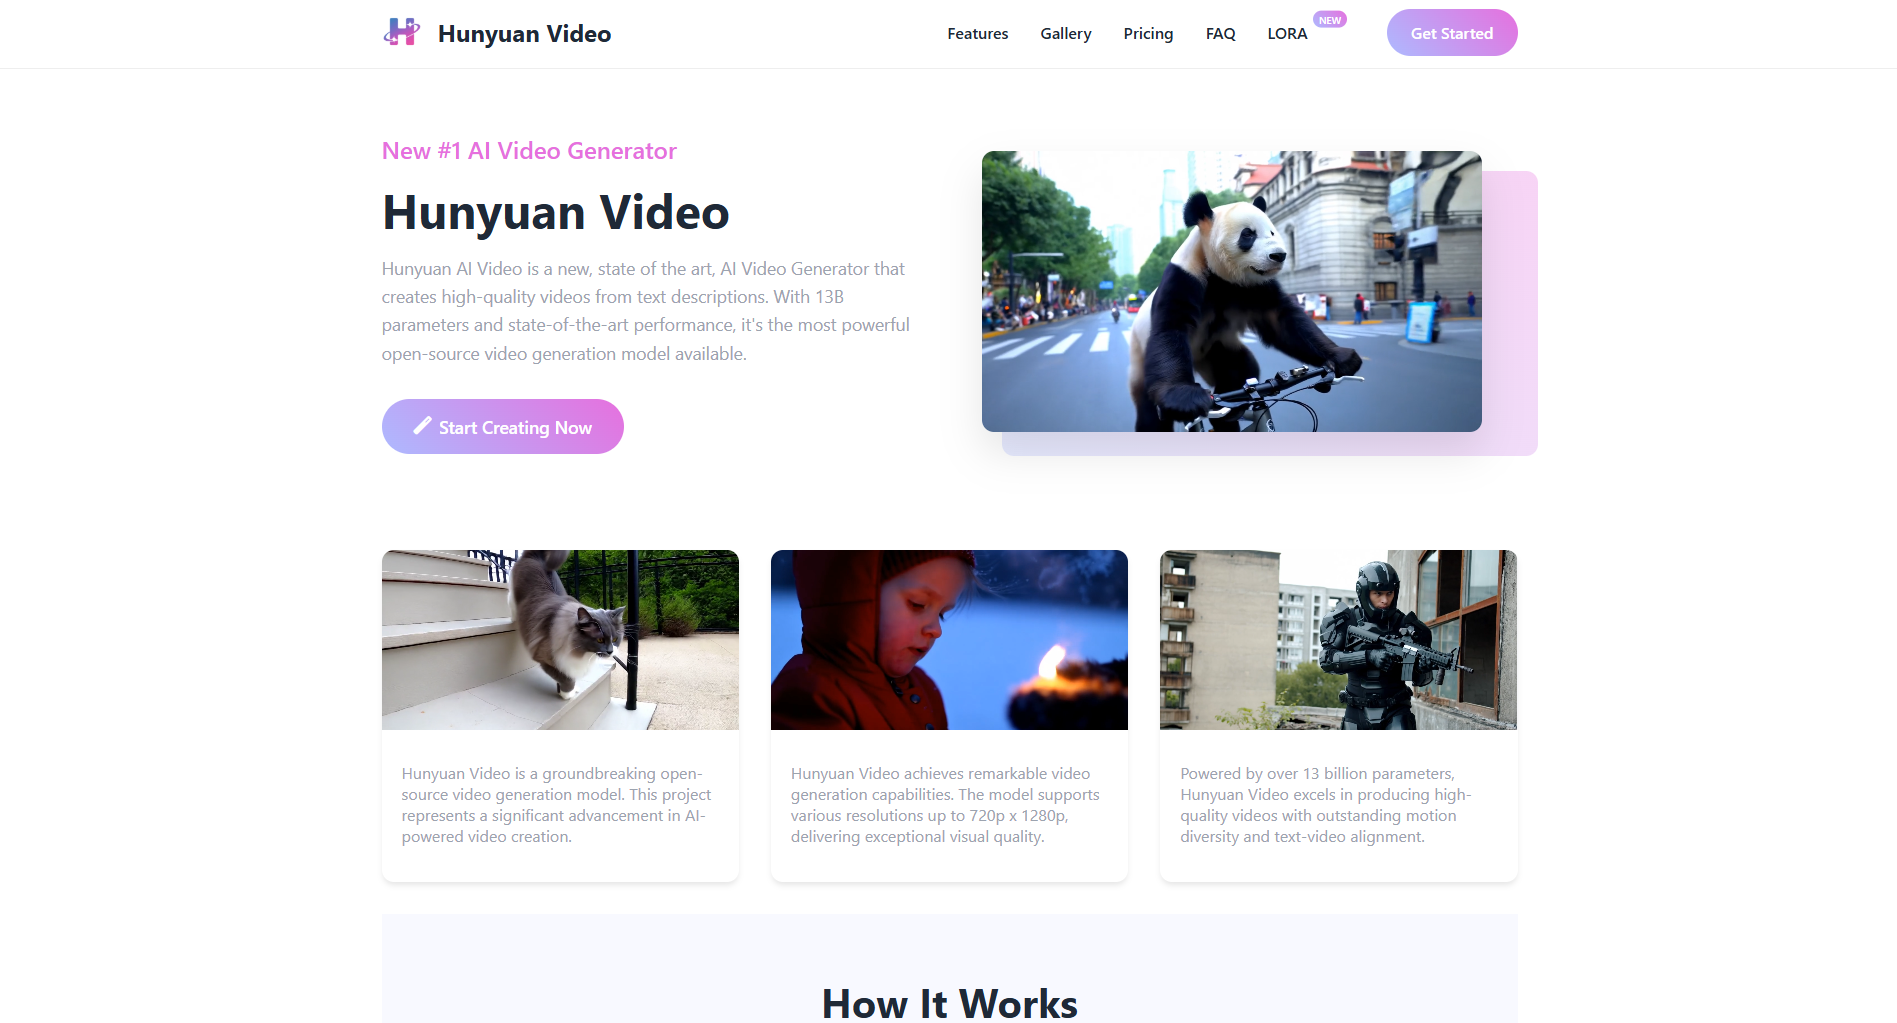 Hunyuan Video
Features
Gallery
Pricing
FAQ
LORA
NEW
Get Started
New #1 AI Video Generator
Hunyuan Video
Hunyuan AI Video is a new, state of the art, AI Video Generator that
creates high-quality videos from text descriptions. With 13B
parameters and state-of-the-art performance, it's the most powerful
open-source video generation model available.
Start Creating Now
Hunyuan Video is a groundbreaking open-
source video generation model. This project
represents a significant advancement in AI-
powered video creation.
Hunyuan Video achieves remarkable video
generation capabilities. The model supports
various resolutions up to 720p x 1280p,
delivering exceptional visual quality.
Powered by over 13 billion parameters,
Hunyuan Video excels in producing high-
quality videos with outstanding motion
diversity and text-video alignment.
How It Works